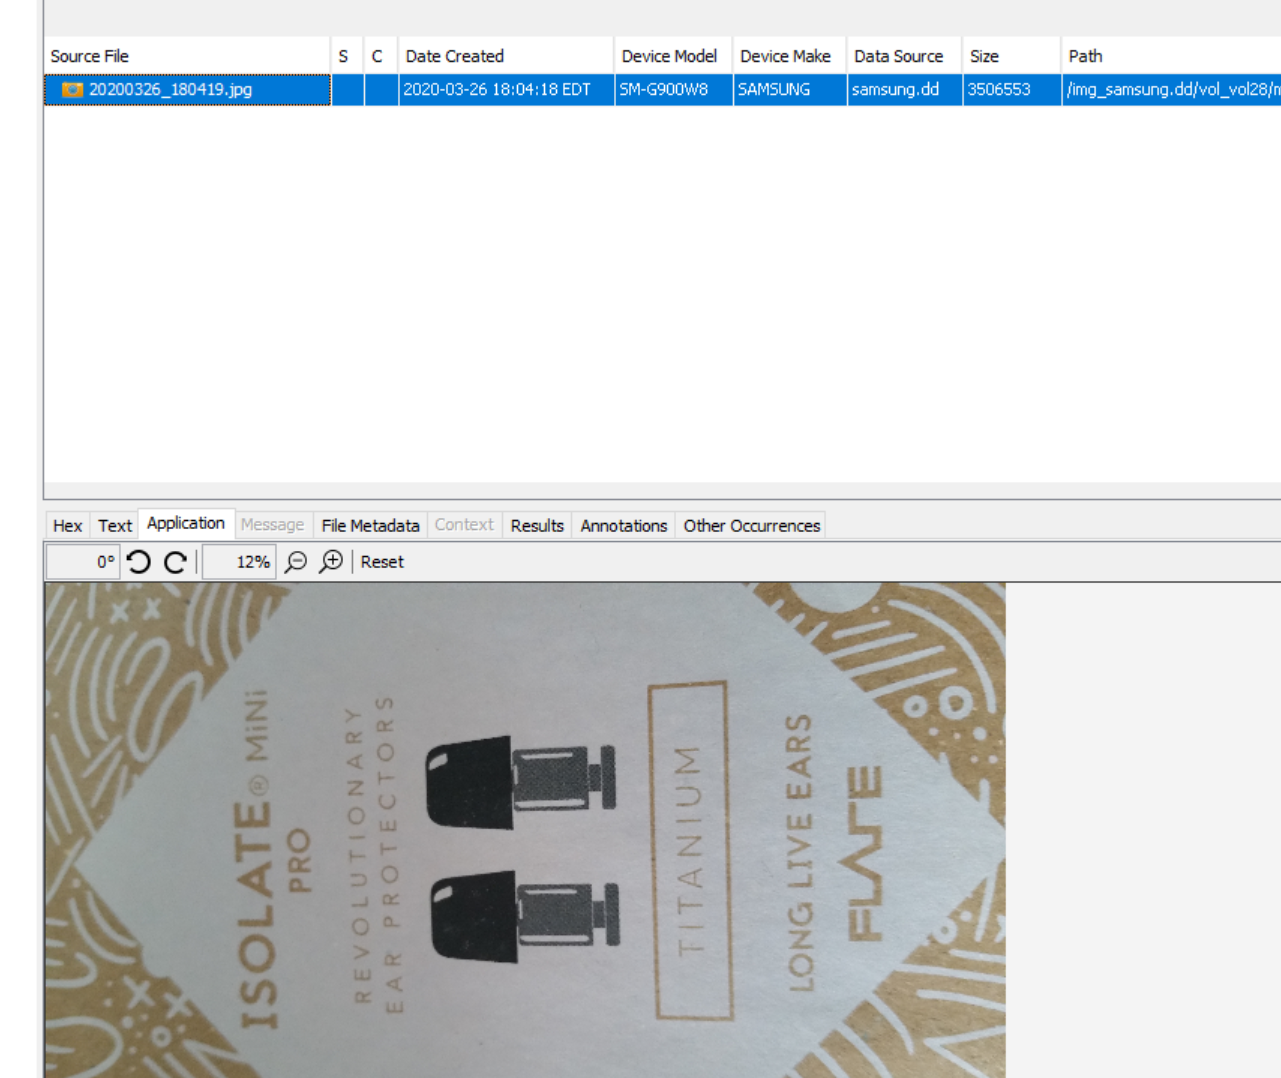 Source File S C Date Created Device Model Device Make Data Source Size Path
20200326_180419.jpg 2020-03-26 18:04:18 EDT SM-G900W8 SAMSUNG samsung.dd 3506553 /img_samsung.dd/vol_vol28/
Hex Text Application Message File Metadata Context Results Annotations Other Occurrences
0° 12% Reset
ISOLATE® MiNi
PRO
REVOLUTIONARY
EAR PROTECTORS
TITANIUM
LONG LIVE EARS
FLARE